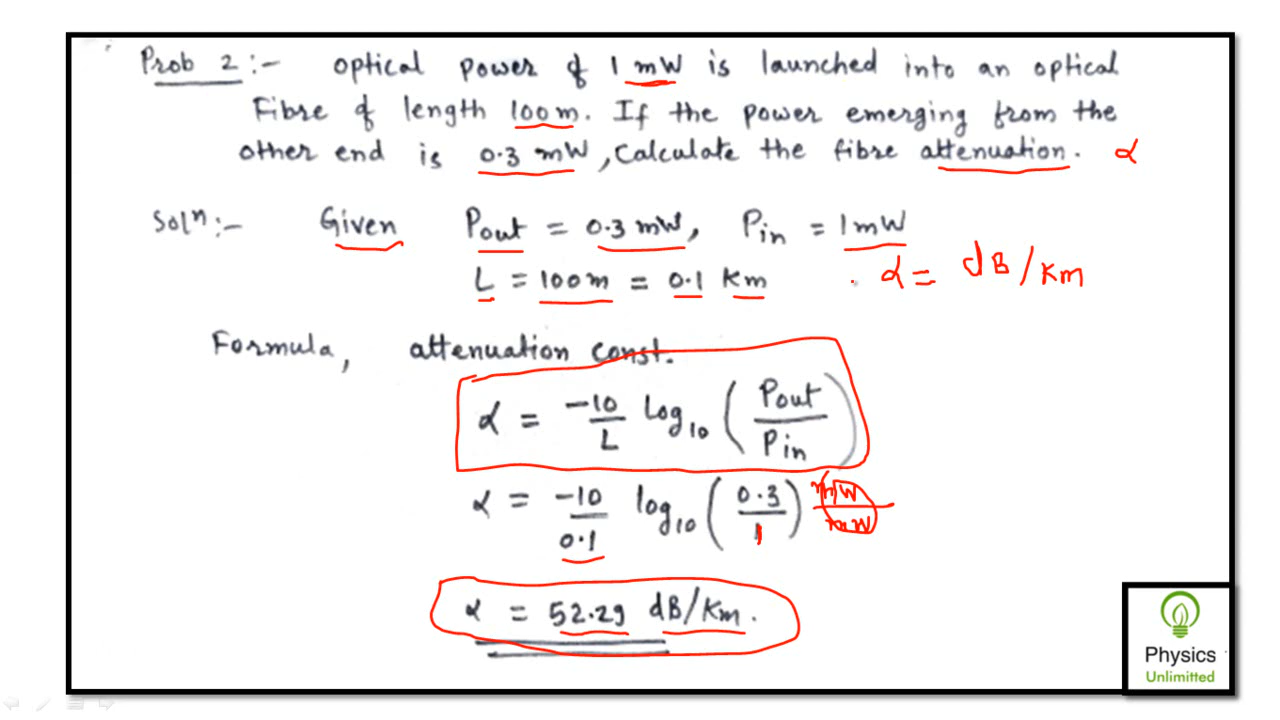 Prob 2 :- optical power of 1 mW is launched into an optical
Fibre of length 100 m. If the power emerging from the
other end is 0.3 mW, Calculate the fibre attenuation. α
Solⁿ :- Given Pout = 0.3 mW, Pin = 1 mW
L = 100 m = 0.1 Km
α = dB/Km
Formula, attenuation const.
α = -10/L log₁₀ (Pout/Pin)
α = -10/0.1 log₁₀ (0.3/1) mW/mW
α = 52.29 dB/Km.
Physics
Unlimitted